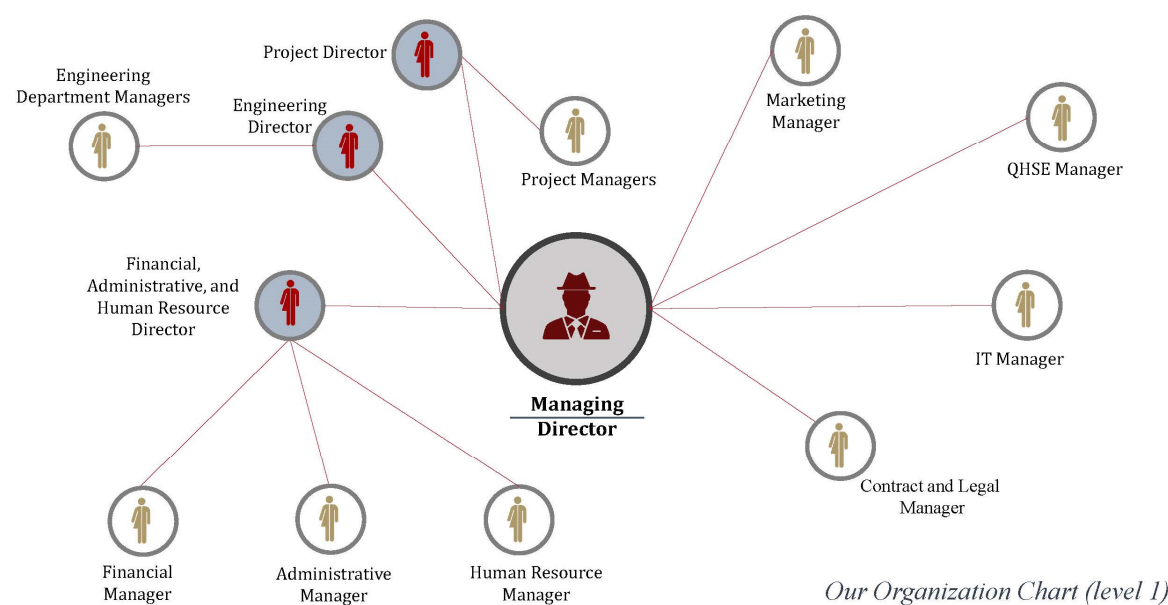 Project Director
Engineering
Department Managers
Engineering
Director
Project Managers
Marketing
Manager
QHSE Manager
Financial,
Administrative, and
Human Resource
Director
Managing
Director
IT Manager
Contract and Legal
Manager
Financial
Manager
Administrative
Manager
Human Resource
Manager
Our Organization Chart (level 1)